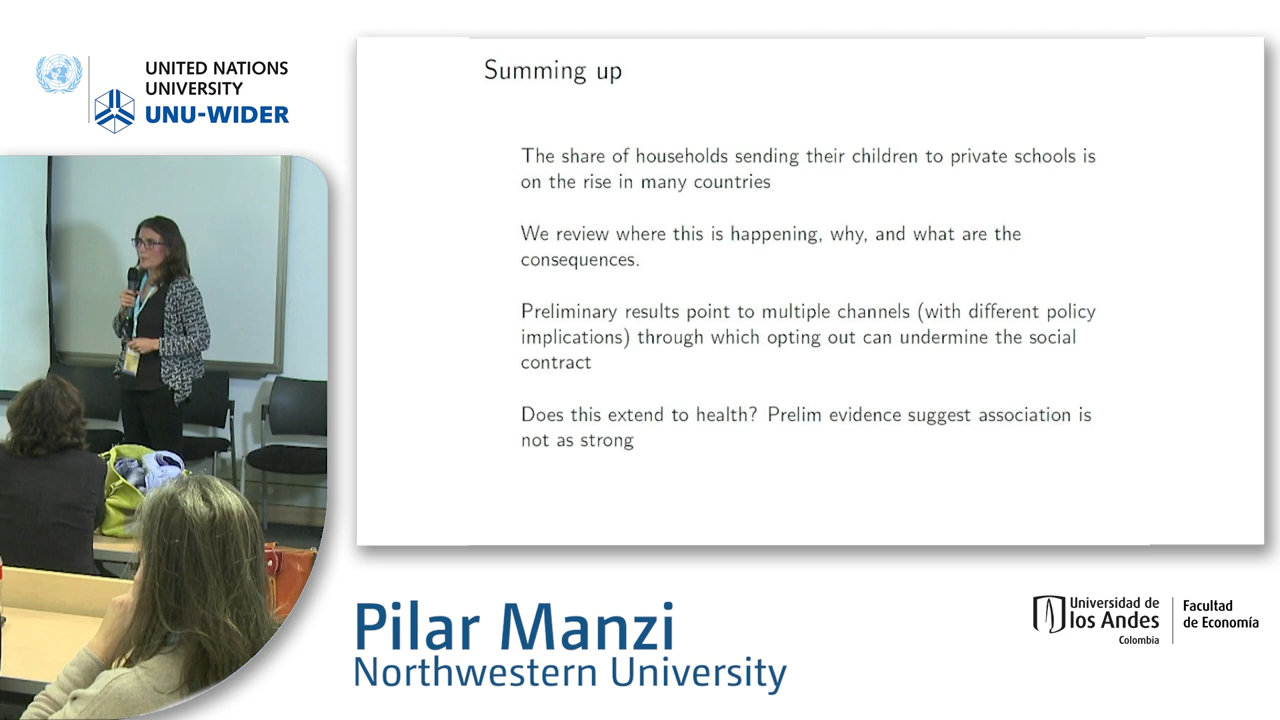 UNITED NATIONS
UNIVERSITY
UNU-WIDER
Summing up
The share of households sending their children to private schools is
on the rise in many countries
We review where this is happening, why, and what are the
consequences.
Preliminary results point to multiple channels (with different policy
implications) through which opting out can undermine the social
contract
Does this extend to health? Prelim evidence suggest association is
not as strong
Pilar Manzi
Northwestern University
Universidad de
los Andes
Colombia
Facultad
de Economía